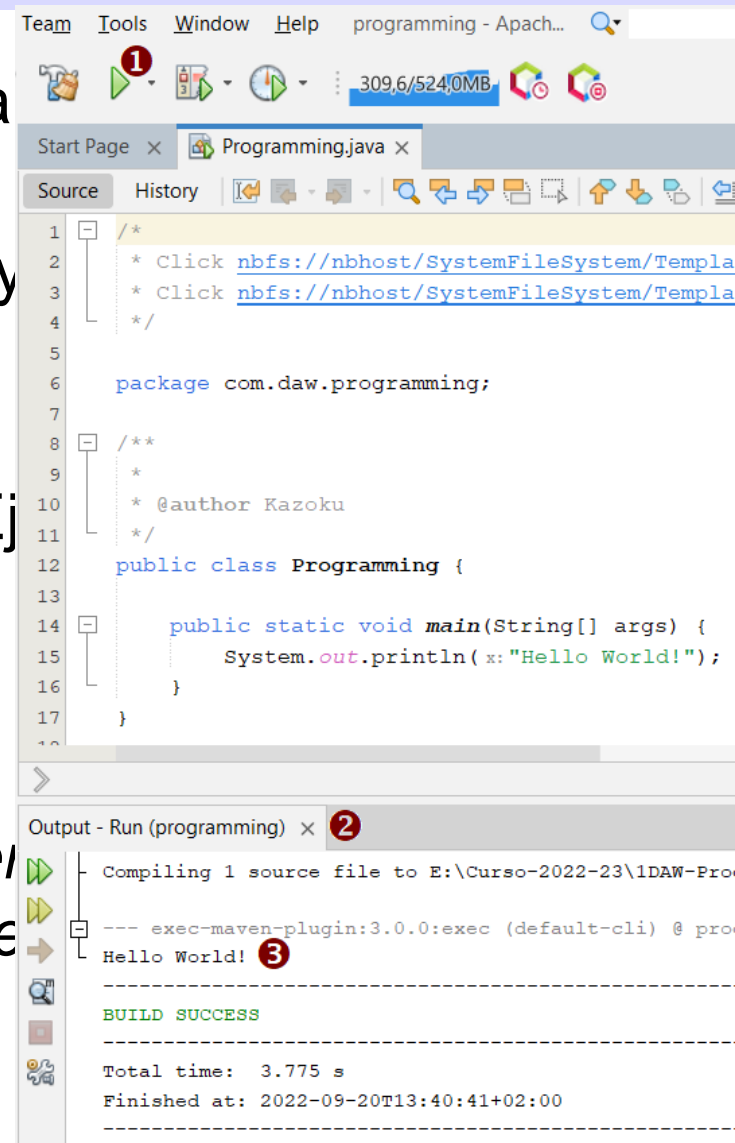 Team Tools Window Help programming - Apach...
1
309,6/524,0MB
Start Page × Programming.java ×
Source History
1 /*
2 * Click nbfs://nbhost/SystemFileSystem/Templa
3 * Click nbfs://nbhost/SystemFileSystem/Templa
4 */
5
6 package com.daw.programming;
7
8 /**
9 *
10 * @author Kazoku
11 */
12 public class Programming {
13
14 public static void main(String[] args) {
15 System.out.println( x: "Hello World!");
16 }
17 }
Output - Run (programming) × 2
Compiling 1 source file to E:\Curso-2022-23\1DAW-Pro
--- exec-maven-plugin:3.0.0:exec (default-cli) @ pro
Hello World! 3
------------------------------------------------
BUILD SUCCESS
------------------------------------------------
Total time: 3.775 s
Finished at: 2022-09-20T13:40:41+02:00
------------------------------------------------